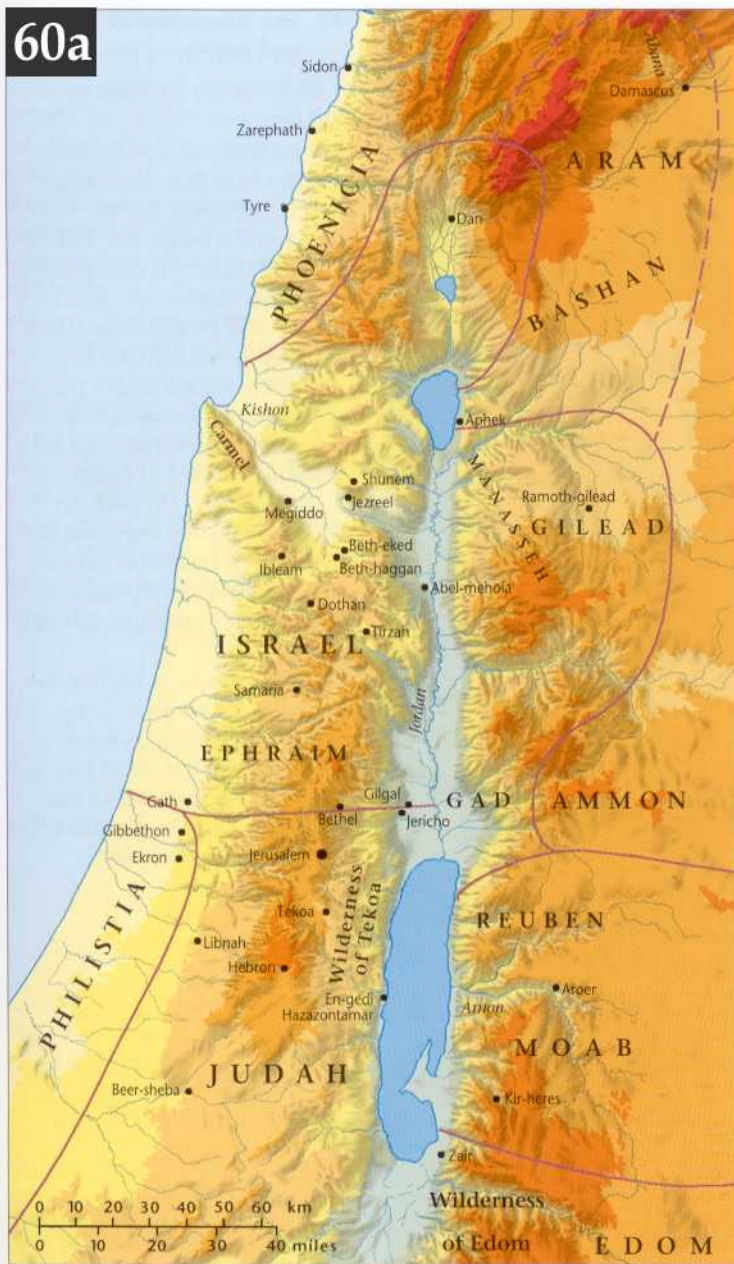 60a
Abana
Sidon
Damascus
Zarephath
ARAM
PHOENICIA
Tyre
Dan
BASHAN
Kishon
Aphek
Carmel
MANASSEH
Shunem
Jezreel
Megiddo
Ramoth-gilead
GILEAD
Beth-eked
Ibleam
Beth-haggan
Abel-mehola
Dothan
Tirzah
ISRAEL
Samaria
Jordan
EPHRAIM
Gath
Gilgal
GAD
AMMON
Bethel
Jericho
Gibbethon
Ekron
Jerusalem
PHILISTIA
Wilderness
of Tekoa
Tekoa
REUBEN
Libnah
Hebron
En-gedi
Hazazontamar
Arnon
Aroer
MOAB
JUDAH
Beer-sheba
Kir-heres
Zair
Wilderness
of Edom
EDOM
0 10 20 30 40 50 60 km
0 10 20 30 40 miles